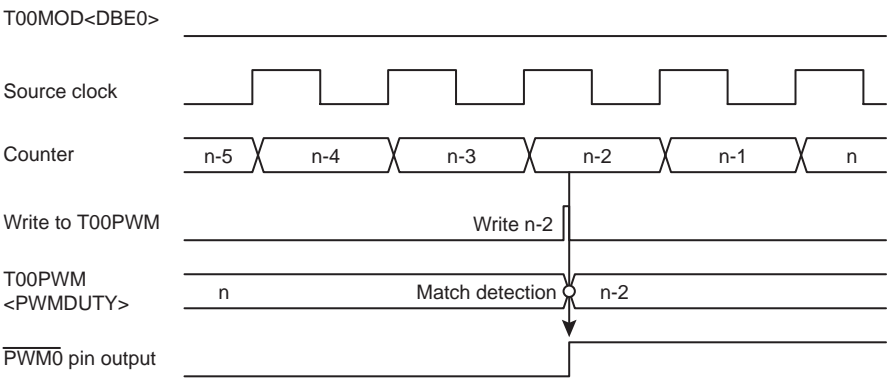 T00MOD<DBE0>
Source clock
Counter n-5 n-4 n-3 n-2 n-1 n
Write to T00PWM Write n-2
T00PWM
<PWMDUTY> n Match detection n-2
PWM0 pin output